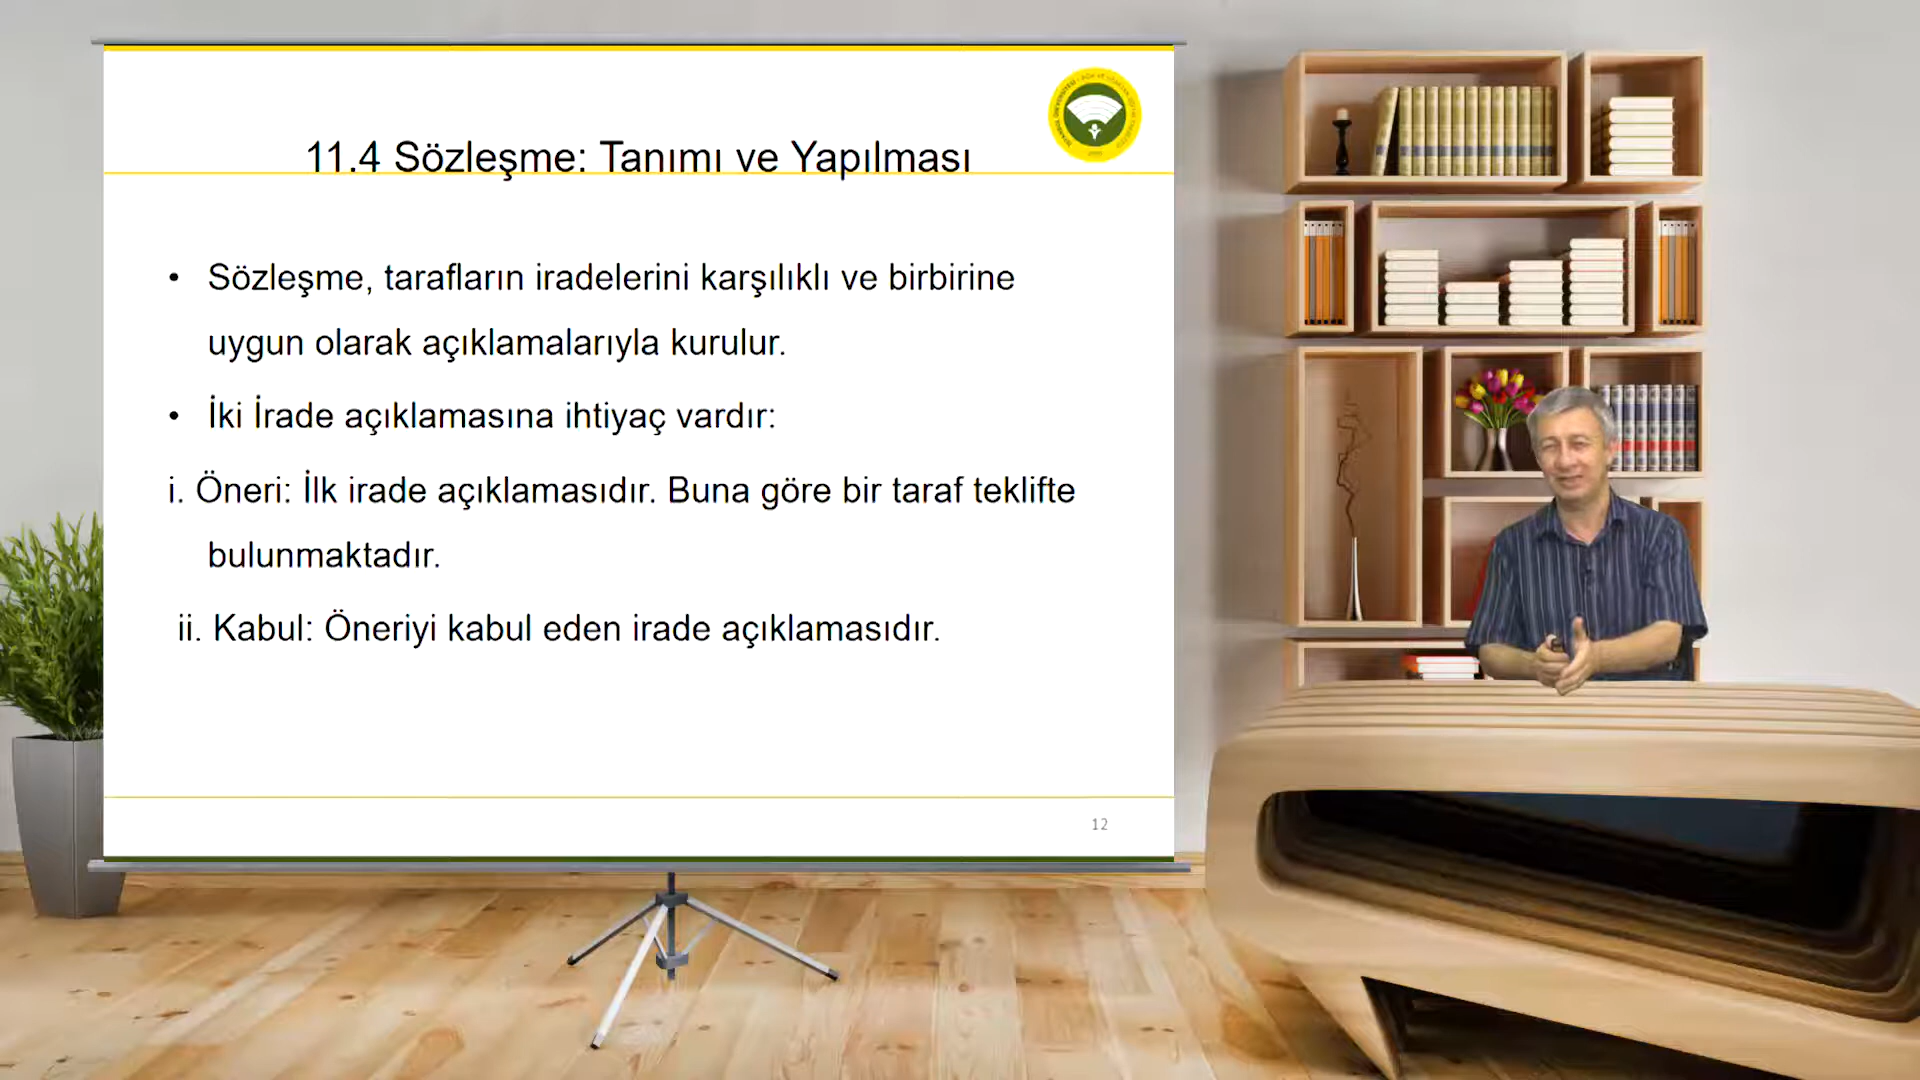 11.4 Sözleşme: Tanımı ve Yapılması
• Sözleşme, tarafların iradelerini karşılıklı ve birbirine
uygun olarak açıklamalarıyla kurulur.
• İki İrade açıklamasına ihtiyaç vardır:
i. Öneri: İlk irade açıklamasıdır. Buna göre bir taraf teklifte
bulunmaktadır.
ii. Kabul: Öneriyi kabul eden irade açıklamasıdır.
12